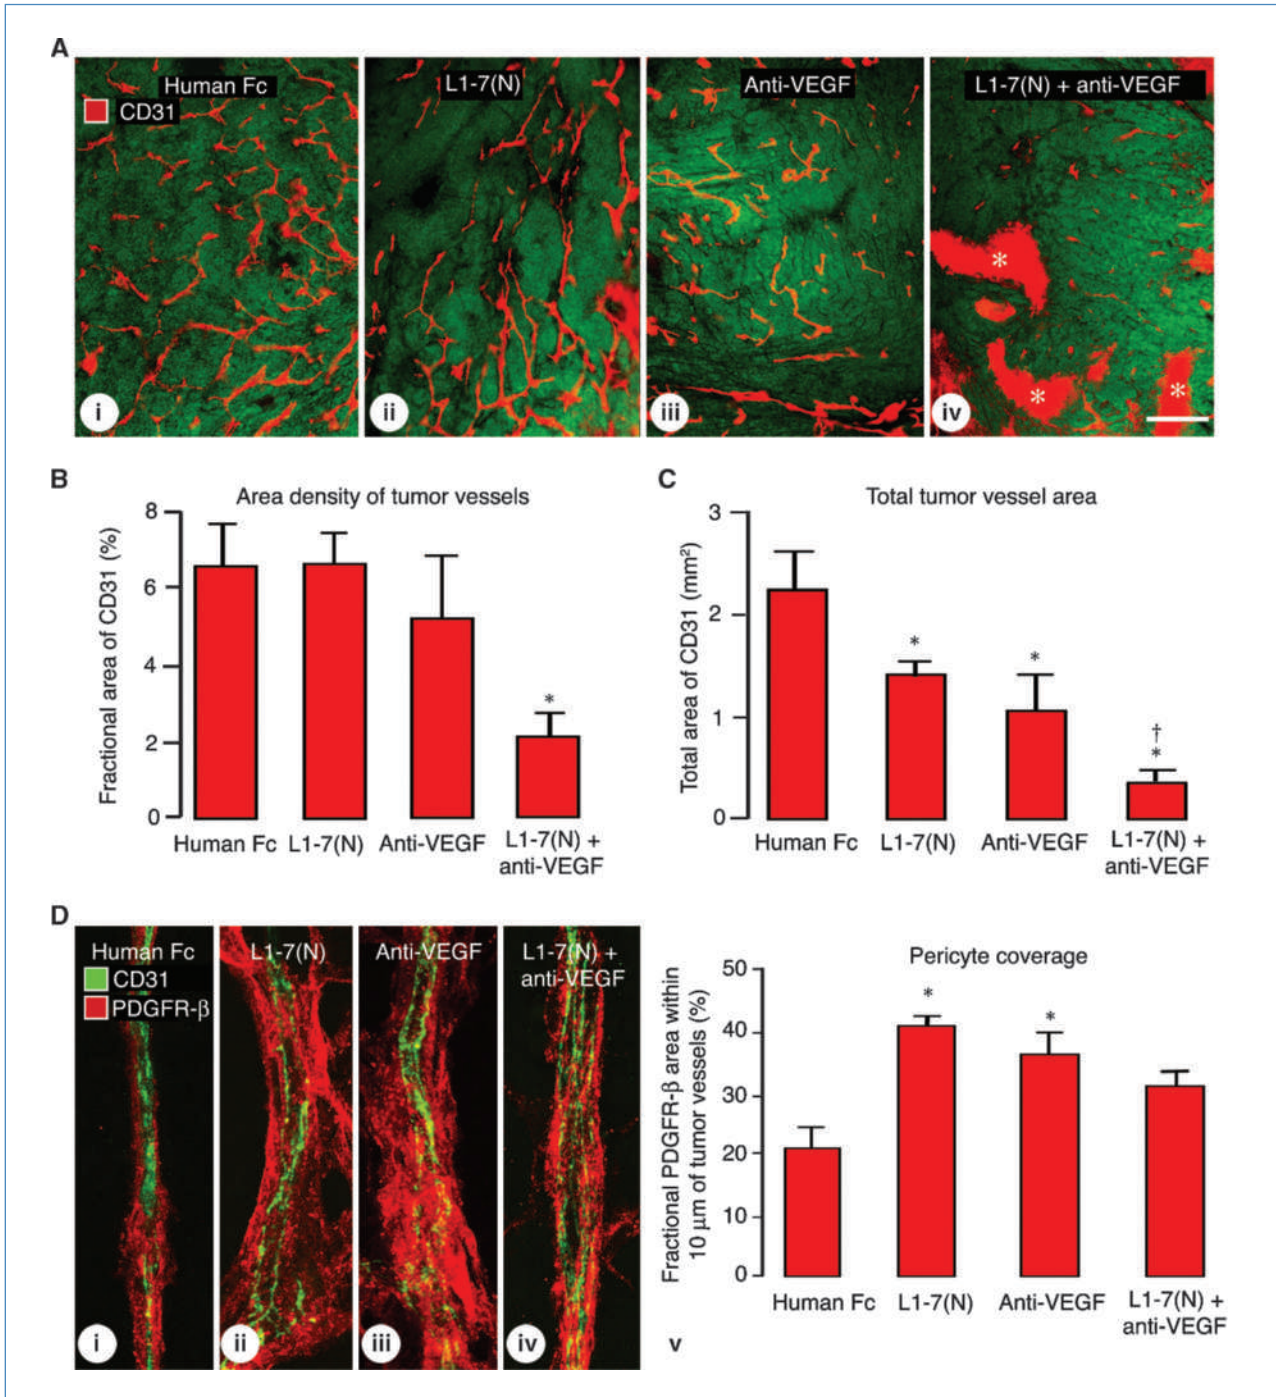 A
Human Fc
CD31
L1-7(N)
Anti-VEGF
L1-7(N) + anti-VEGF
* * *
i
ii
iii
iv
B
Area density of tumor vessels
Fractional area of CD31 (%)
8
6
4
2
0
*
Human Fc
L1-7(N)
Anti-VEGF
L1-7(N) +
anti-VEGF
C
Total tumor vessel area
Total area of CD31 (mm²)
3
2
1
0
*
*
†
*
Human Fc
L1-7(N)
Anti-VEGF
L1-7(N) +
anti-VEGF
D
Human Fc
CD31
PDGFR-β
L1-7(N)
Anti-VEGF
L1-7(N) +
anti-VEGF
i
ii
iii
iv
v
Pericyte coverage
Fractional PDGFR-β area within
10 μm of tumor vessels (%)
50
40
30
20
10
0
*
*
Human Fc
L1-7(N)
Anti-VEGF
L1-7(N) +
anti-VEGF